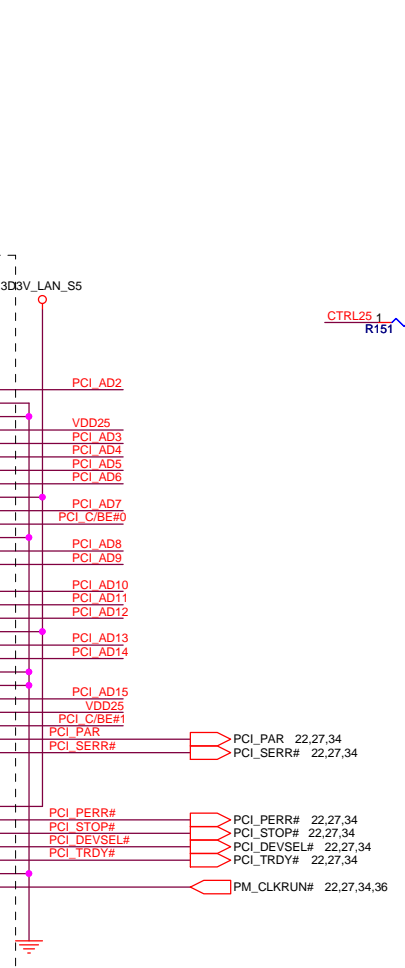 3D3V_LAN_S5
CTRL25 1
R151
PCI_AD2
VDD25
PCI_AD3
PCI_AD4
PCI_AD5
PCI_AD6
PCI_AD7
PCI_C/BE#0
PCI_AD8
PCI_AD9
PCI_AD10
PCI_AD11
PCI_AD12
PCI_AD13
PCI_AD14
PCI_AD15
VDD25
PCI_C/BE#1
PCI_PAR PCI_PAR 22,27,34
PCI_SERR# PCI_SERR# 22,27,34
PCI_PERR# PCI_PERR# 22,27,34
PCI_STOP# PCI_STOP# 22,27,34
PCI_DEVSEL# PCI_DEVSEL# 22,27,34
PCI_TRDY# PCI_TRDY# 22,27,34
PM_CLKRUN# 22,27,34,36